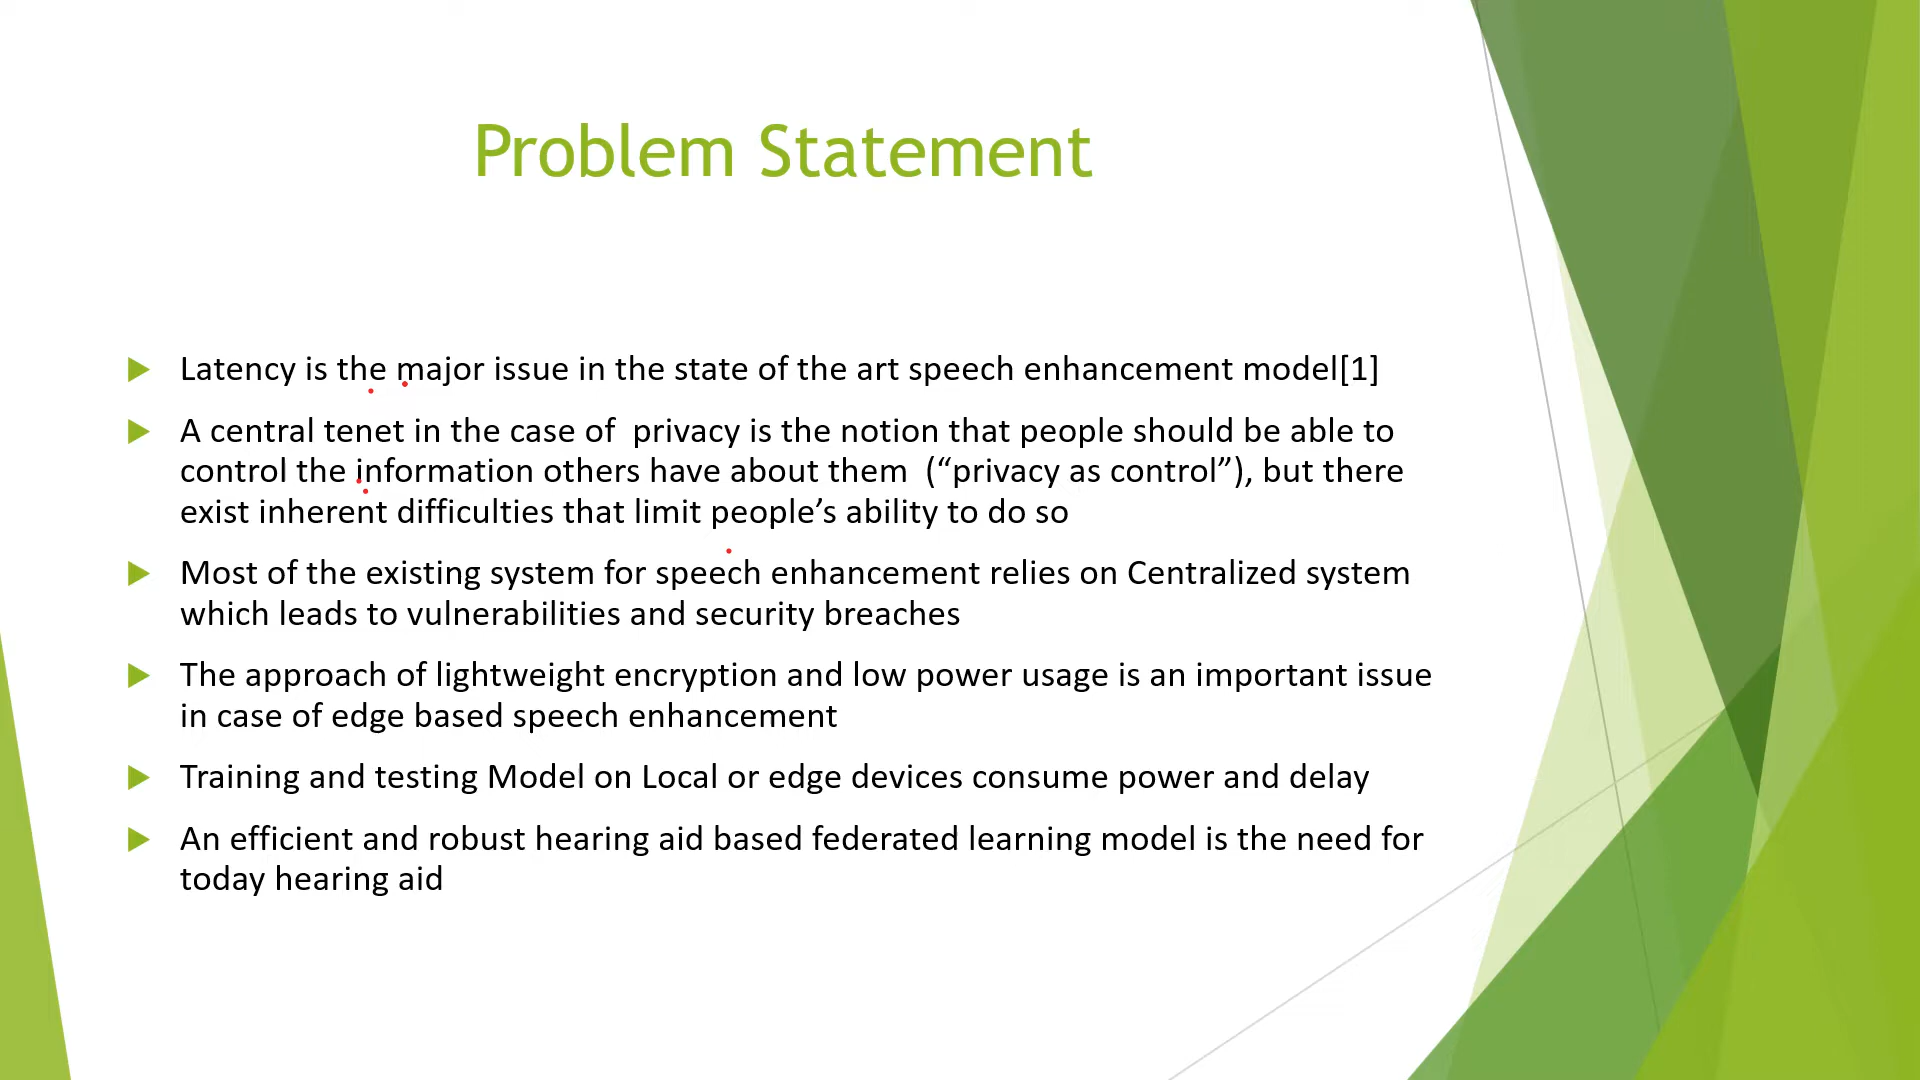 Problem Statement
Latency is the major issue in the state of the art speech enhancement model[1]
A central tenet in the case of  privacy is the notion that people should be able to
control the information others have about them  (“privacy as control”), but there
exist inherent difficulties that limit people’s ability to do so
Most of the existing system for speech enhancement relies on Centralized system
which leads to vulnerabilities and security breaches
The approach of lightweight encryption and low power usage is an important issue
in case of edge based speech enhancement
Training and testing Model on Local or edge devices consume power and delay
An efficient and robust hearing aid based federated learning model is the need for
today hearing aid